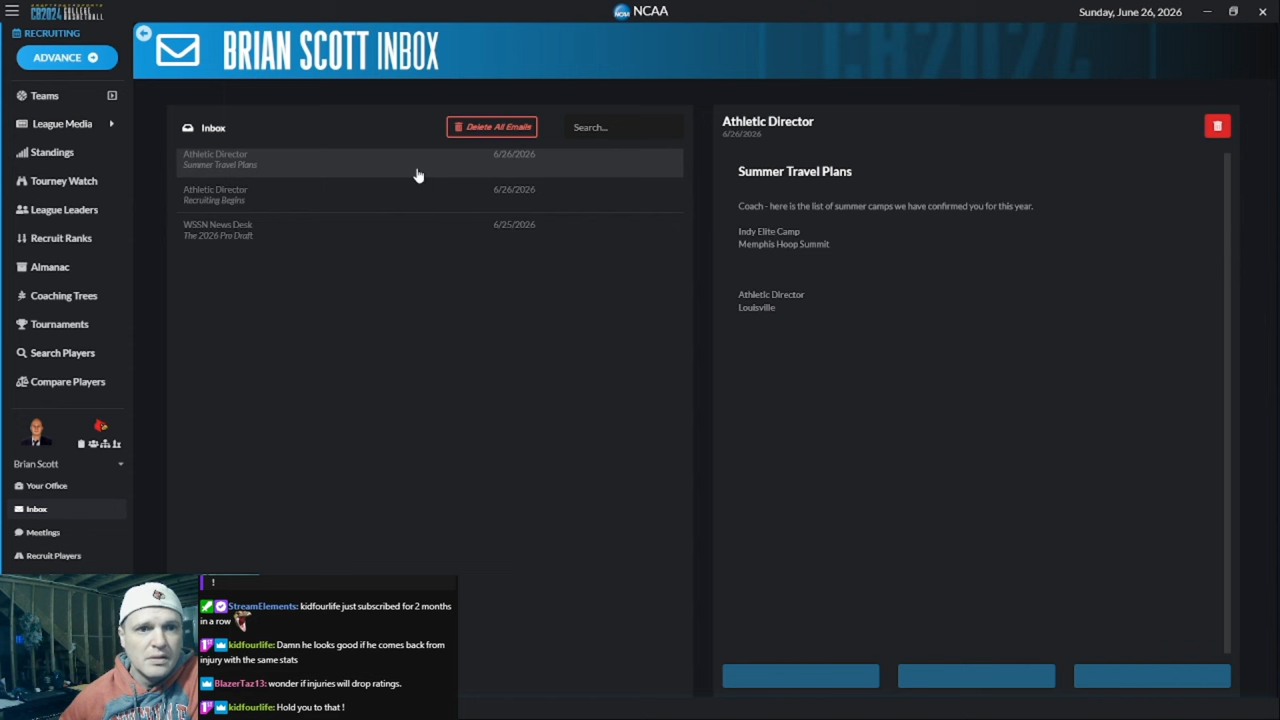 CB2024 COLLEGE BASKETBALL
NCAA
Sunday, June 26, 2026
RECRUITING
ADVANCE
BRIAN SCOTT INBOX
Teams
League Media
Standings
Tourney Watch
League Leaders
Recruit Ranks
Almanac
Coaching Trees
Tournaments
Search Players
Compare Players
Brian Scott
Your Office
Inbox
Meetings
Recruit Players
Inbox
Delete All Emails
Search...
Athletic Director 6/26/2026
Summer Travel Plans
Athletic Director 6/26/2026
Recruiting Begins
WSSN News Desk 6/25/2026
The 2026 Pro Draft
Athletic Director
6/26/2026
Summer Travel Plans
Coach - here is the list of summer camps we have confirmed you for this year.
Indy Elite Camp
Memphis Hoop Summit
Athletic Director
Louisville
!
StreamElements: kidfourlife just subscribed for 2 months
in a row
kidfourlife: Damn he looks good if he comes back from
injury with the same stats
BlazerTaz13: wonder if injuries will drop ratings.
kidfourlife: Hold you to that !